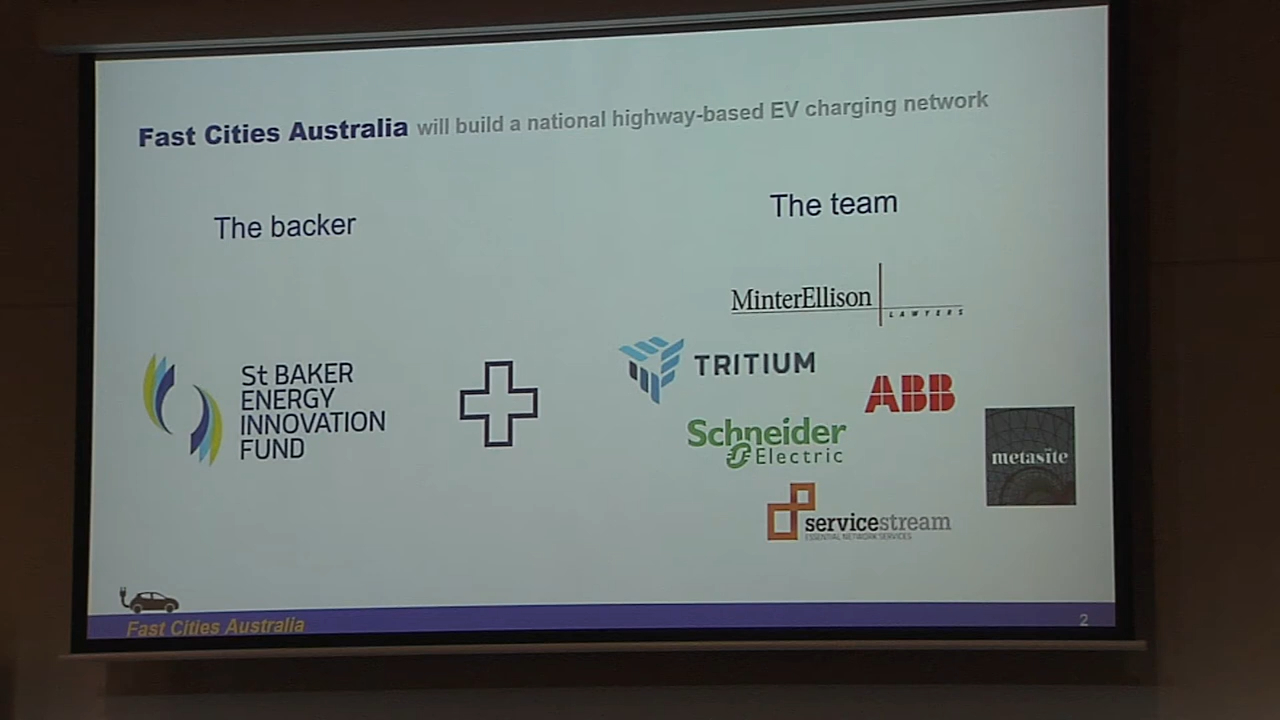 Fast Cities Australia will build a national highway-based EV charging network
The backer
The team
St BAKER
ENERGY
INNOVATION
FUND
MinterEllison
LAWYERS
TRITIUM
ABB
Schneider
Electric
metasite
servicestream
ESSENTIAL NETWORK SERVICES
Fast Cities Australia
2